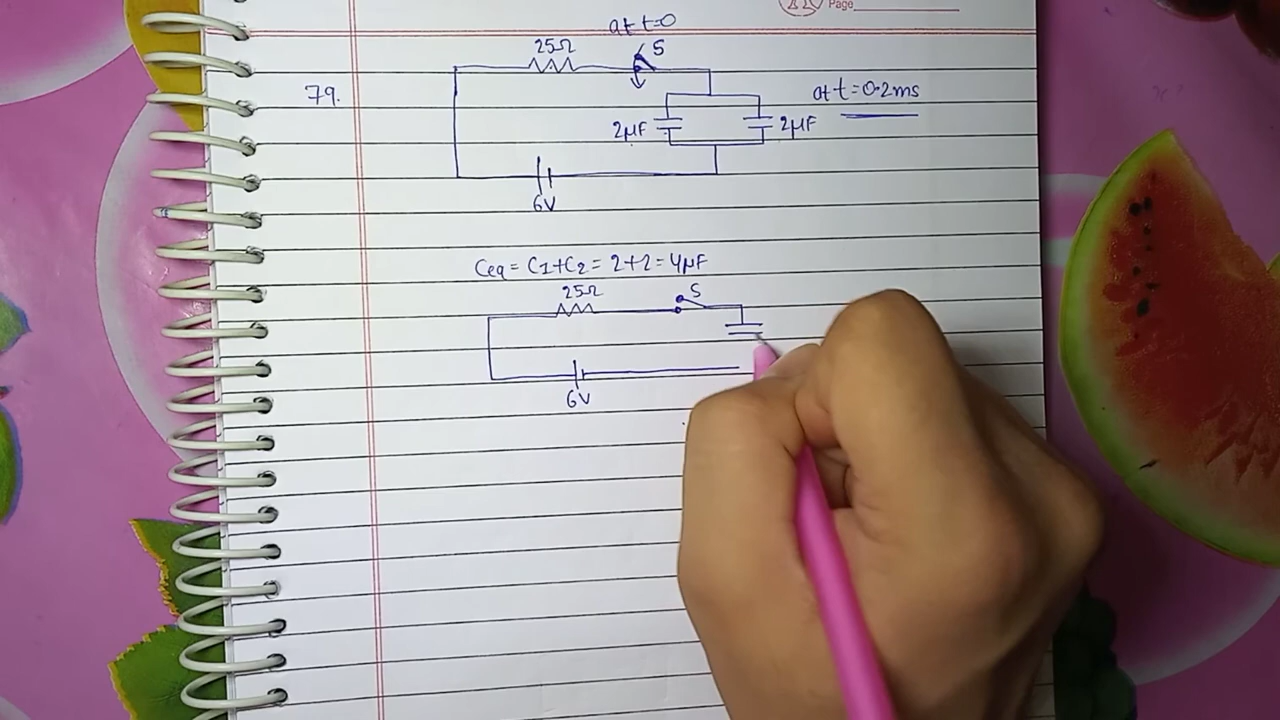 Page
at t=0
25Ω S
79. at t=0.2ms
2μF 2μF
6V
Ceq = C1+C2 = 2+2 = 4μF
25Ω S
6V